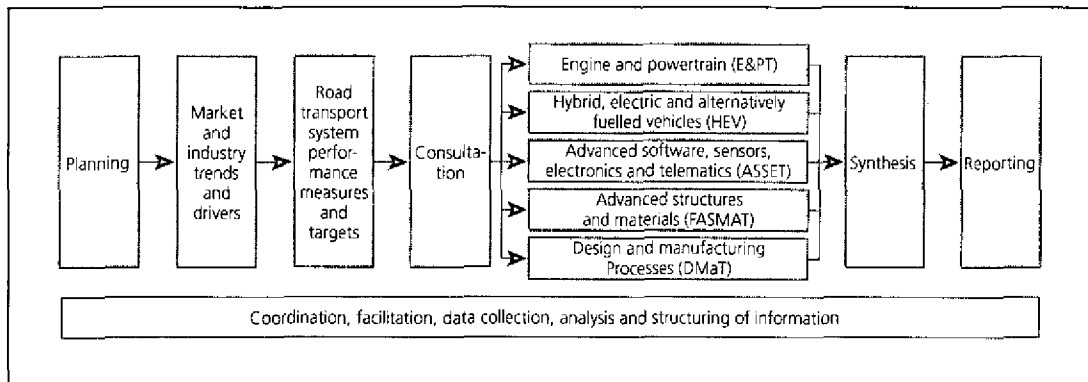 Planning
Market
and
industry
trends
and
drivers
Road
transport
system
perfor-
mance
measures
and
targets
Consulta-
tion
Engine and powertrain (E&PT)
Hybrid, electric and alternatively
fuelled vehicles (HEV)
Advanced software, sensors,
electronics and telematics (ASSET)
Advanced structures
and materials (FASMAT)
Design and manufacturing
Processes (DMaT)
Synthesis
Reporting
Coordination, facilitation, data collection, analysis and structuring of information